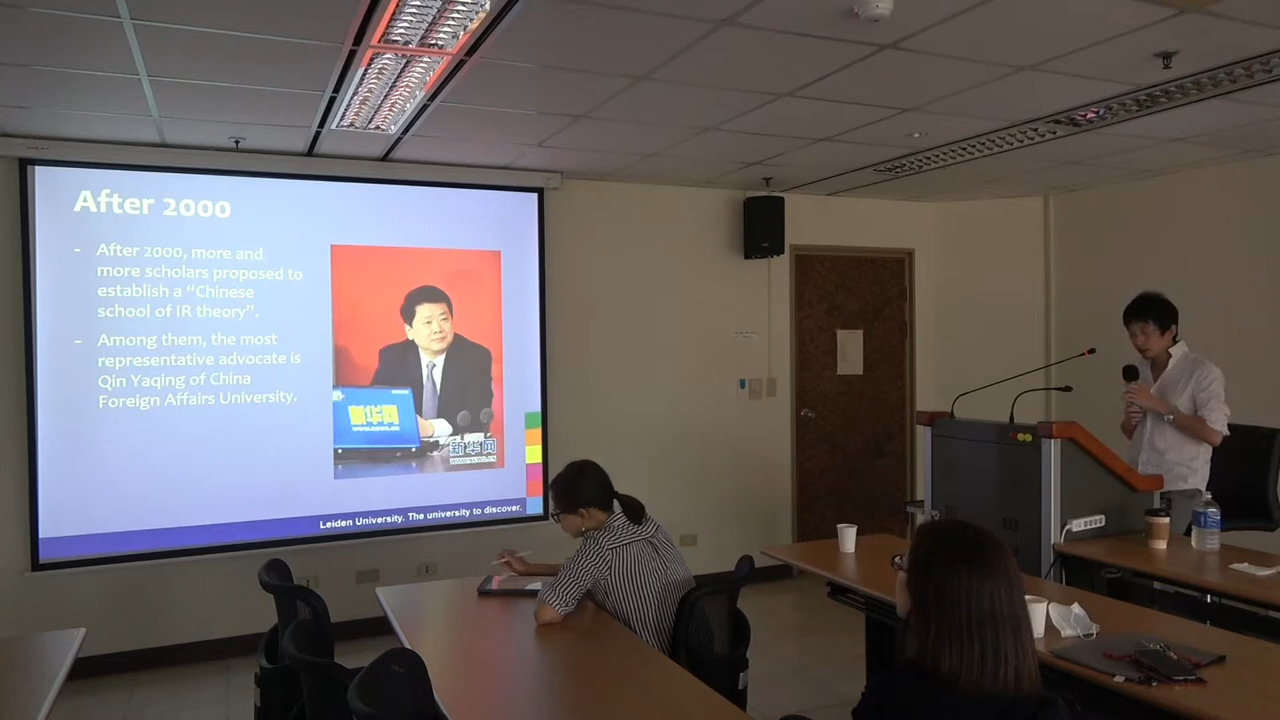 After 2000
- After 2000, more and
more scholars proposed to
establish a “Chinese
school of IR theory”.
- Among them, the most
representative advocate is
Qin Yaqing of China
Foreign Affairs University.
新华网
新华网
Leiden University. The university to discover.